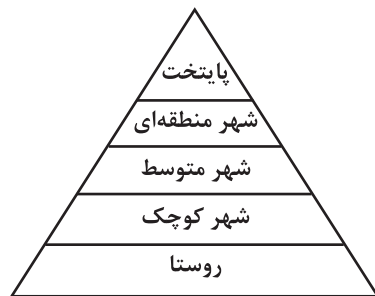 پایتخت
شهر منطقه‌ای
شهر متوسط
شهر کوچک
روستا